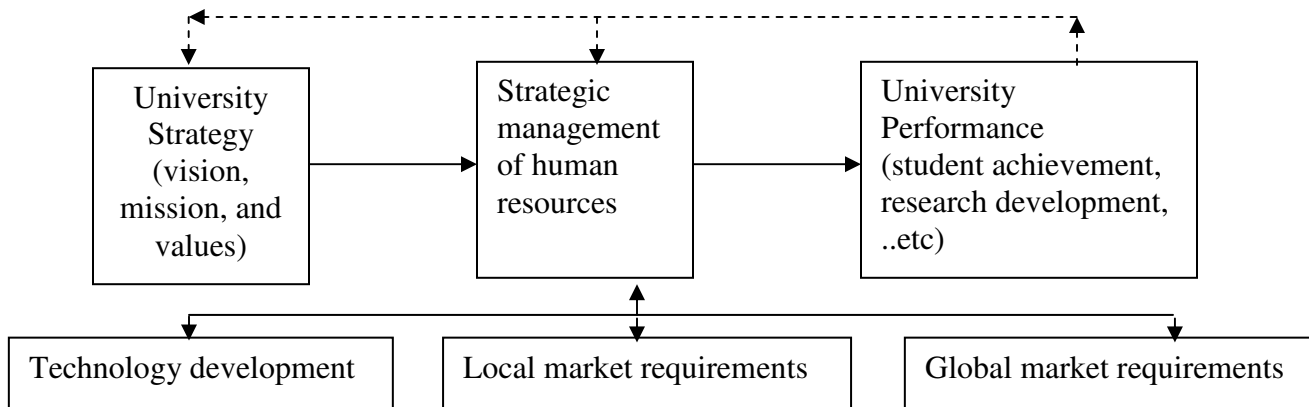 University
Strategy
(vision,
mission, and
values)
Strategic
management
of human
resources
University
Performance
(student achievement,
research development,
..etc)
Technology development
Local market requirements
Global market requirements